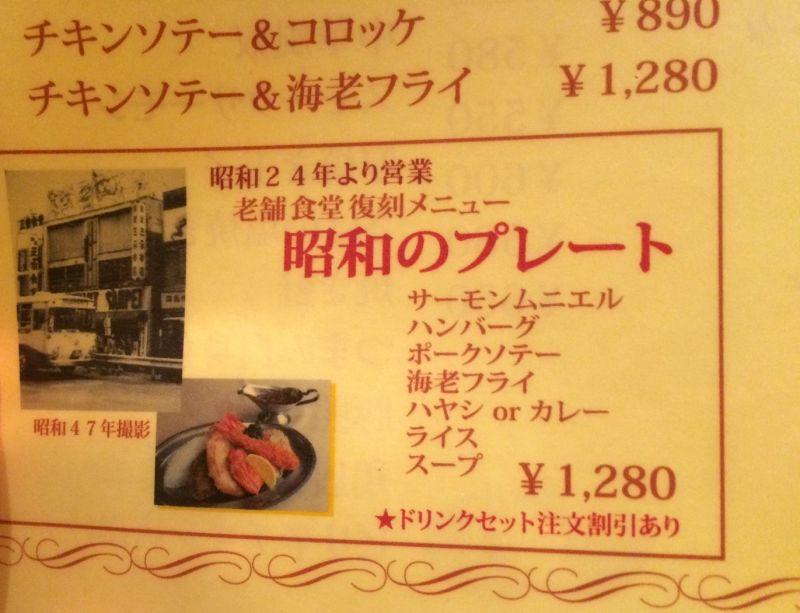 チキンソテー＆コロッケ ¥890
チキンソテー＆海老フライ ¥1,280
昭和２４年より営業
老舗食堂復刻メニュー
昭和のプレート
サーモンムニエル
ハンバーグ
ポークソテー
海老フライ
ハヤシ or カレー
ライス
スープ
¥1,280
昭和４７年撮影
★ドリンクセット注文割引あり